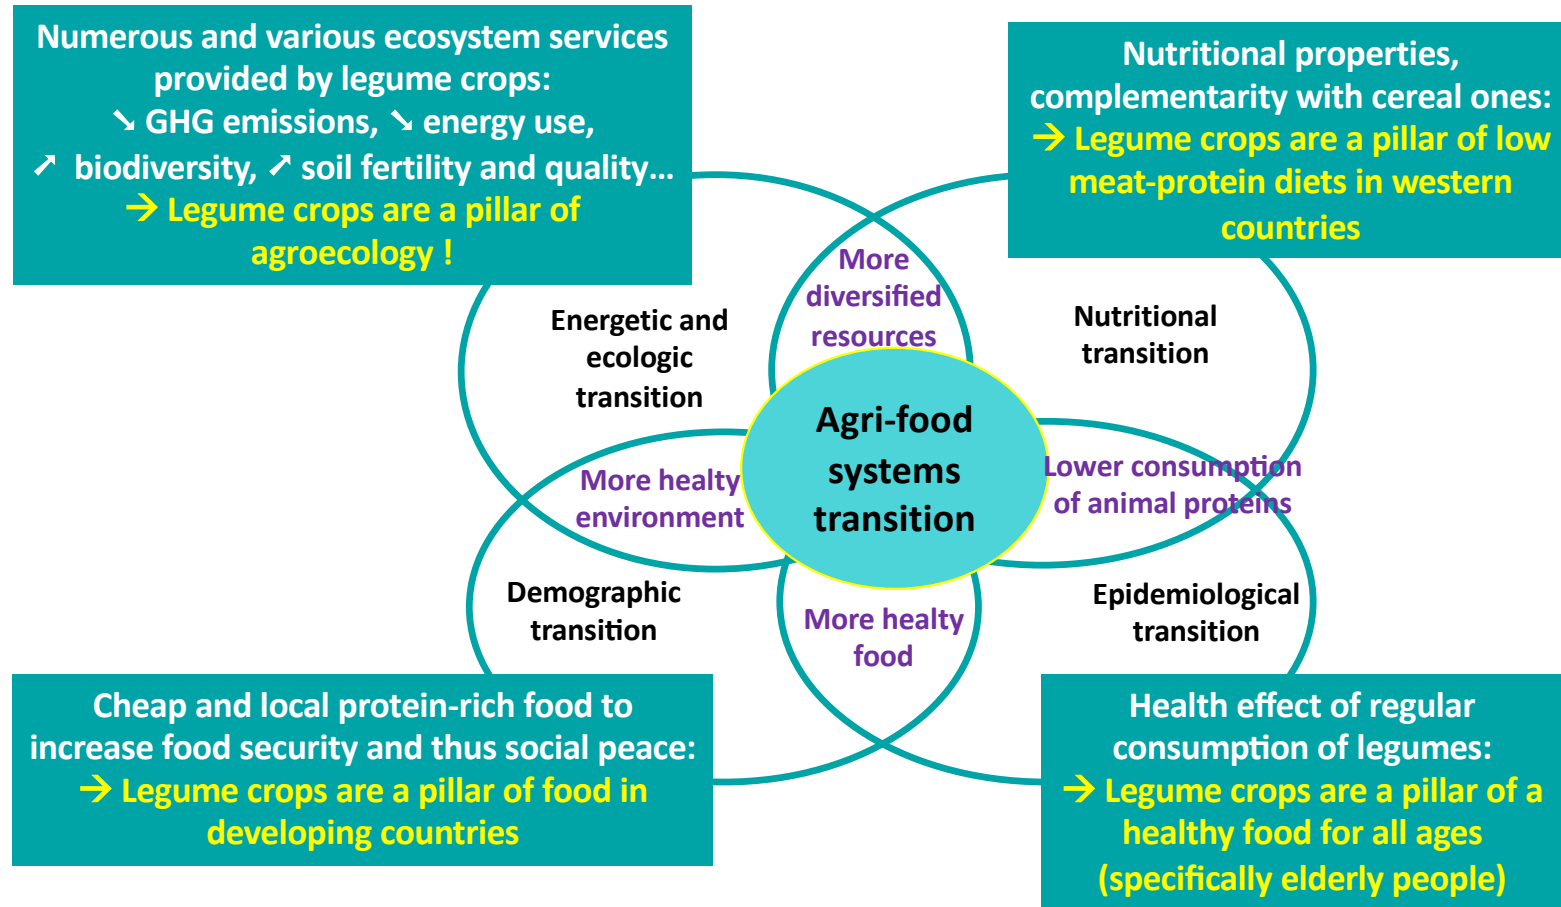 Numerous and various ecosystem services
provided by legume crops:
➘ GHG emissions, ➘ energy use,
➚ biodiversity, ➚ soil fertility and quality...
→ Legume crops are a pillar of
agroecology !
Nutritional properties,
complementarity with cereal ones:
→ Legume crops are a pillar of low
meat-protein diets in western
countries
More
diversified
resources
Energetic and
ecologic
transition
Nutritional
transition
Agri-food
systems
transition
More healty
environment
Lower consumption
of animal proteins
Demographic
transition
More healty
food
Epidemiological
transition
Cheap and local protein-rich food to
increase food security and thus social peace:
→ Legume crops are a pillar of food in
developing countries
Health effect of regular
consumption of legumes:
→ Legume crops are a pillar of a
healthy food for all ages
(specifically elderly people)